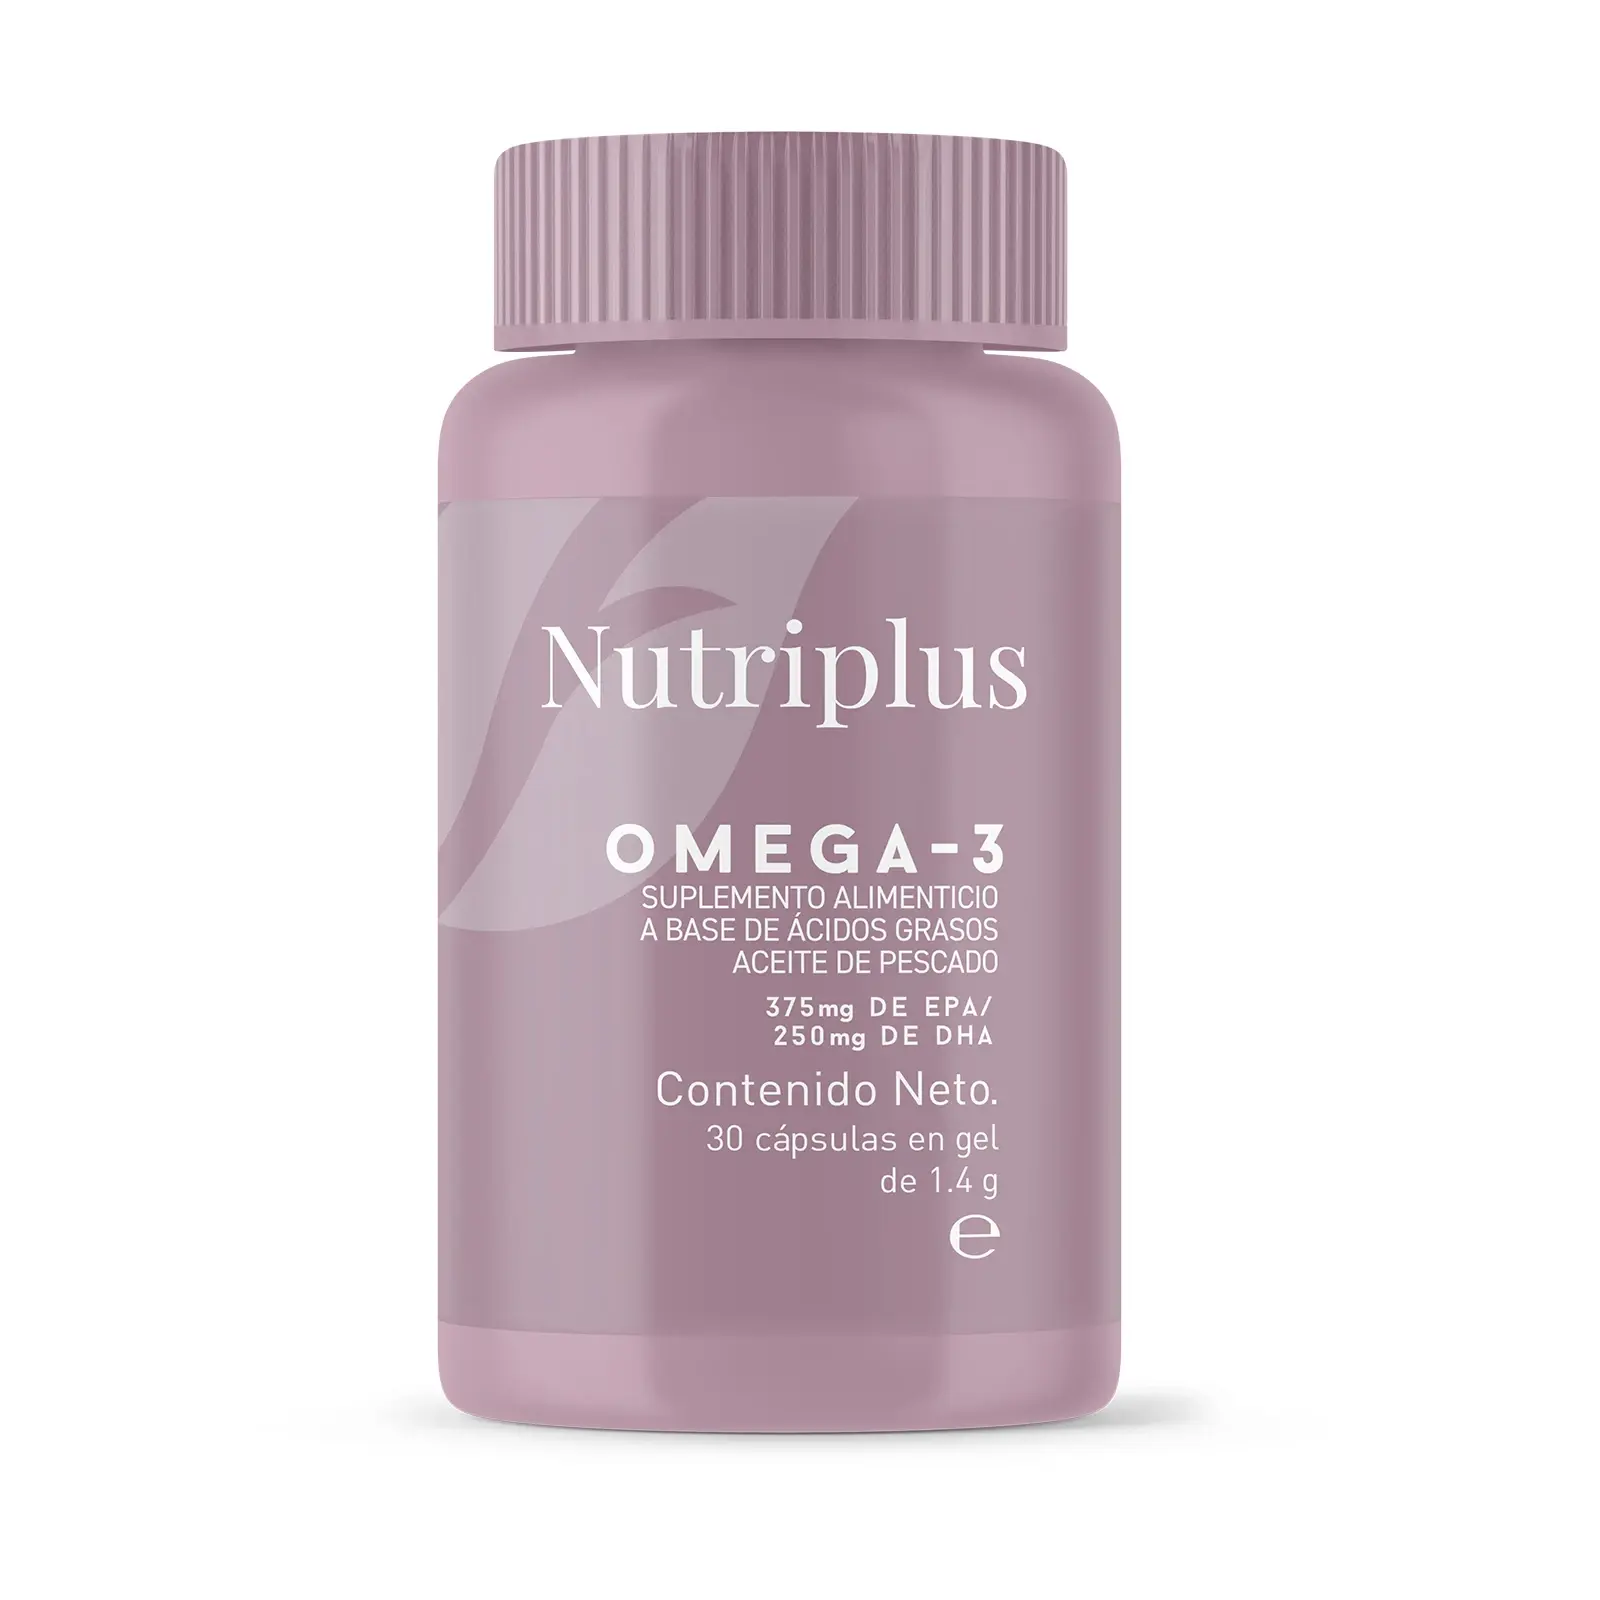 Nutriplus
OMEGA-3
SUPLEMENTO ALIMENTICIO
A BASE DE ÁCIDOS GRASOS
ACEITE DE PESCADO
375mg DE EPA/
250mg DE DHA
Contenido Neto.
30 cápsulas en gel
de 1.4 g
℮